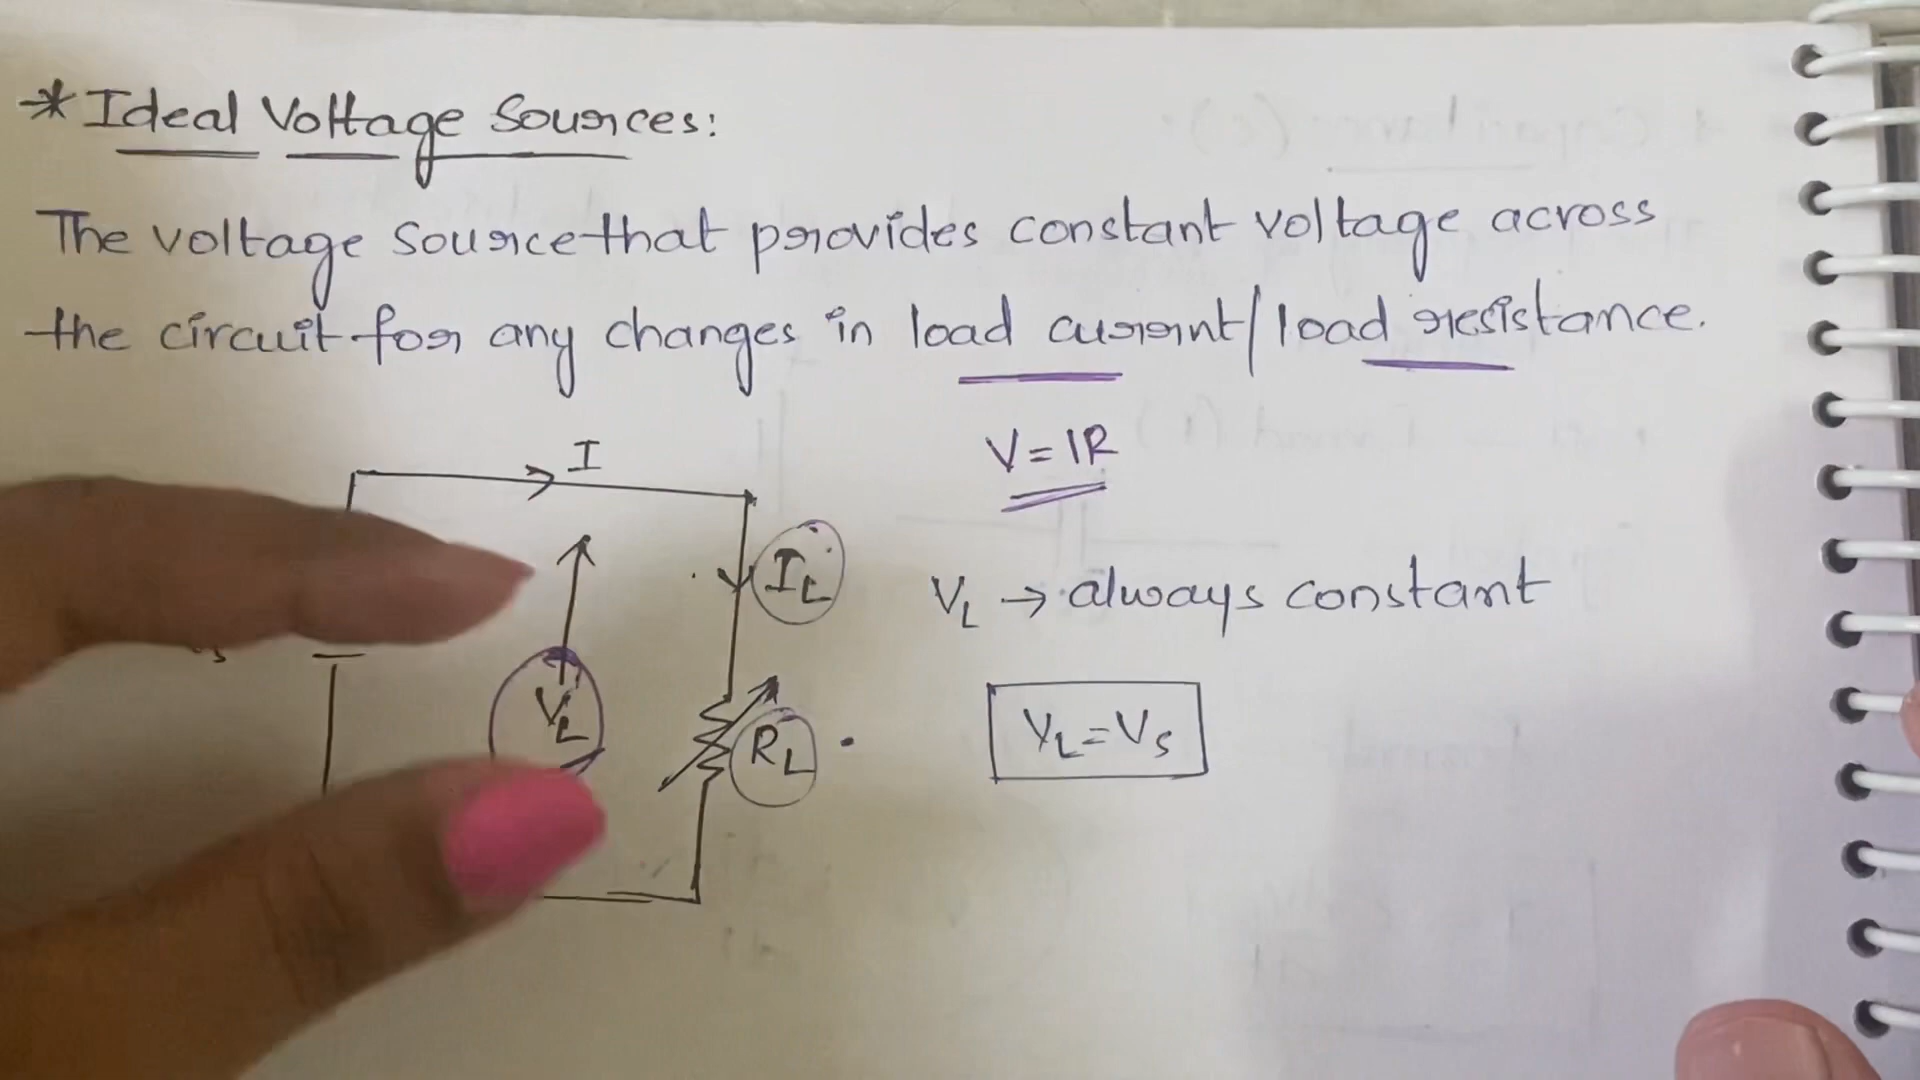 * Ideal Voltage Sources:
The voltage source that provides constant voltage across
the circuit for any changes in load current/load resistance.
V=IR
I
IL
VL → always constant
VL
RL
VL=VS